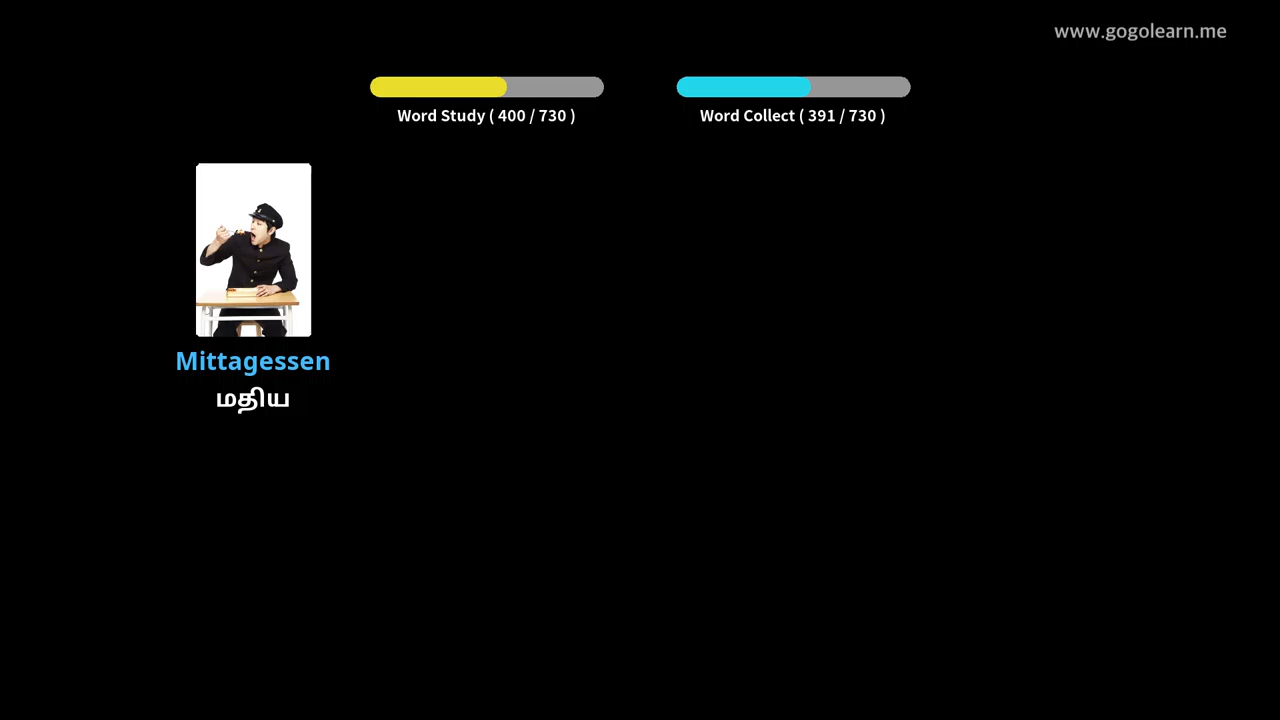 www.gogolearn.me
Word Study ( 400 / 730 )
Word Collect ( 391 / 730 )
Mittagessen
மதிய